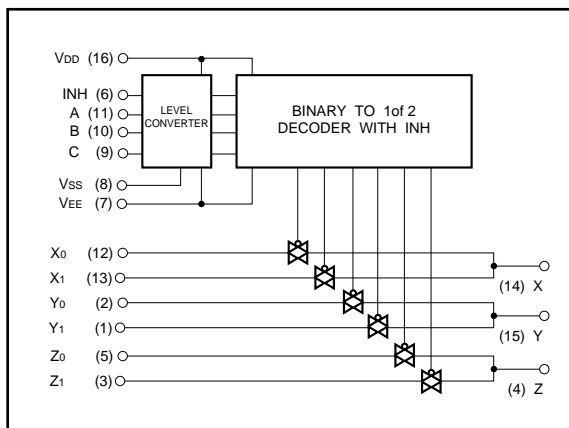 VDD (16)
INH (6)
A (11)
B (10)
C (9)
VSS (8)
VEE (7)
LEVEL
CONVERTER
BINARY TO 1of 2
DECODER WITH INH
X0 (12)
X1 (13)
Y0 (2)
Y1 (1)
Z0 (5)
Z1 (3)
(14) X
(15) Y
(4) Z